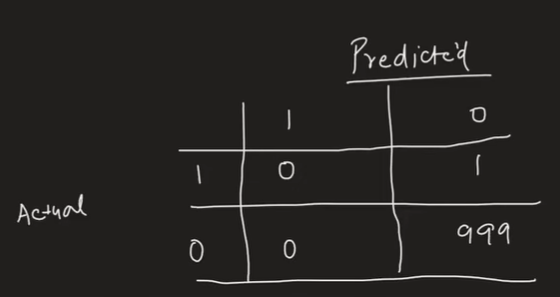 Predicted
1 0
1 0 1
Actual
0 0 999